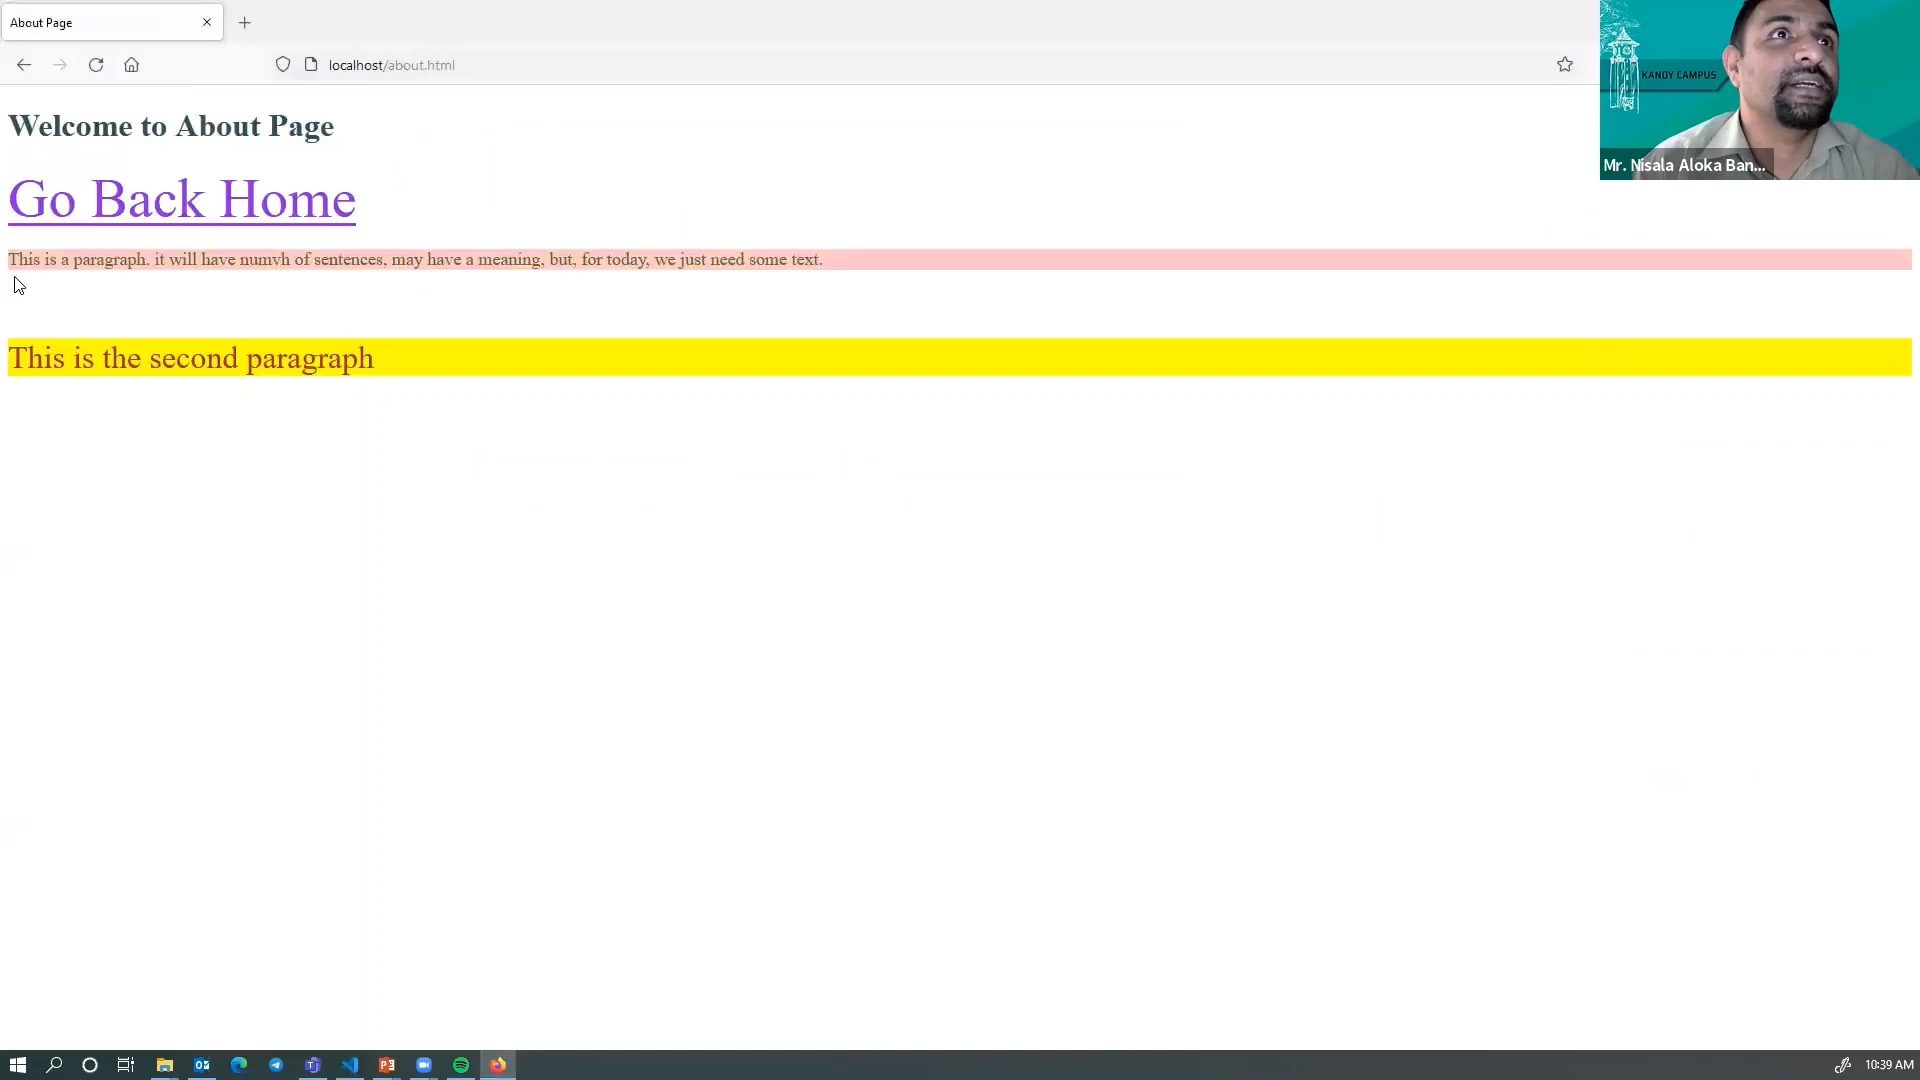 About Page
localhost/about.html
KANDY CAMPUS
Mr. Nisala Aloka Ban...
Welcome to About Page
Go Back Home
This is a paragraph. it will have numvh of sentences, may have a meaning, but, for today, we just need some text.
This is the second paragraph
10:39 AM